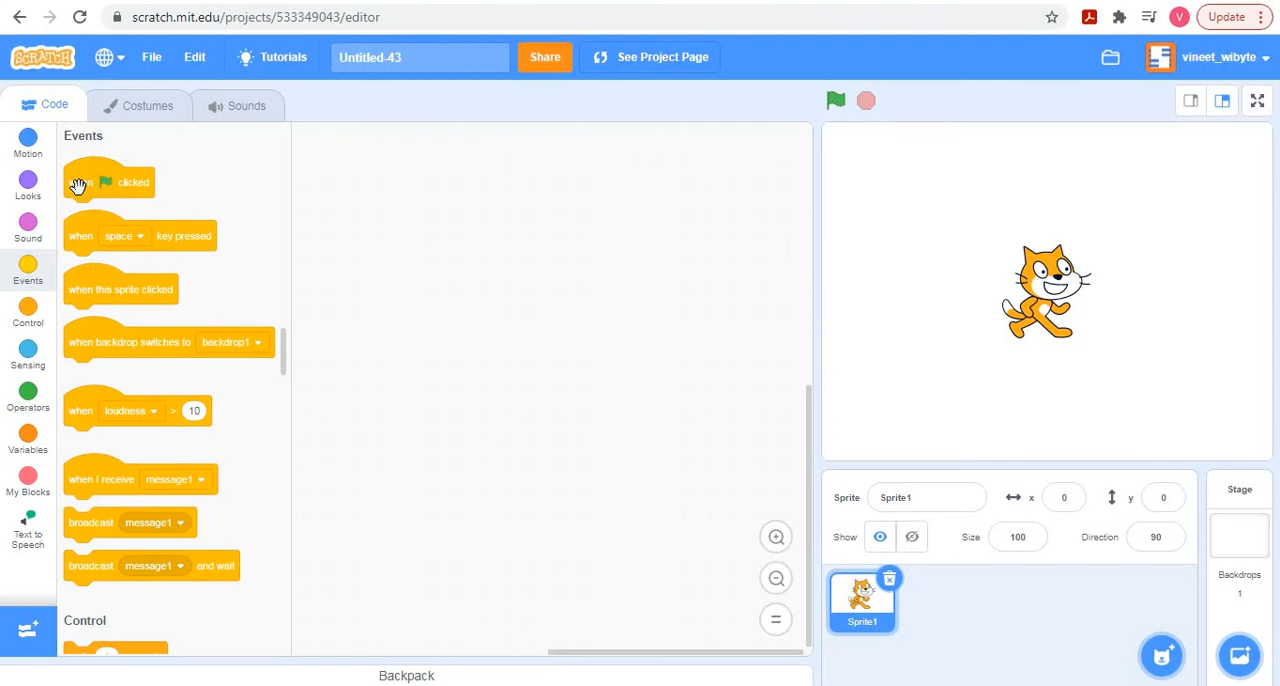 scratch.mit.edu/projects/533349043/editor
V
Update
SCRATCH
File
Edit
Tutorials
Untitled-43
Share
See Project Page
vineet_wibyte
Code
Costumes
Sounds
Motion
Looks
Sound
Events
Control
Sensing
Operators
Variables
My Blocks
Text to
Speech
Events
clicked
when space key pressed
when this sprite clicked
when backdrop switches to backdrop1
when loudness > 10
when I receive message1
broadcast message1
broadcast message1 and wait
Control
Sprite
Sprite1
x
0
y
0
Show
Size
100
Direction
90
Sprite1
Stage
Backdrops
1
Backpack